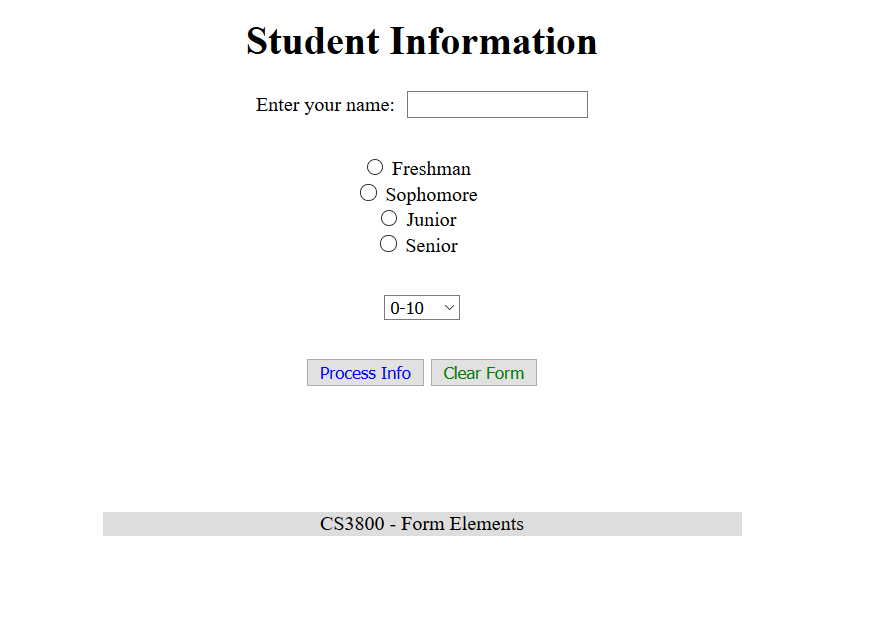 Student Information
Enter your name:
Freshman
Sophomore
Junior
Senior
0-10
Process Info Clear Form
CS3800 - Form Elements